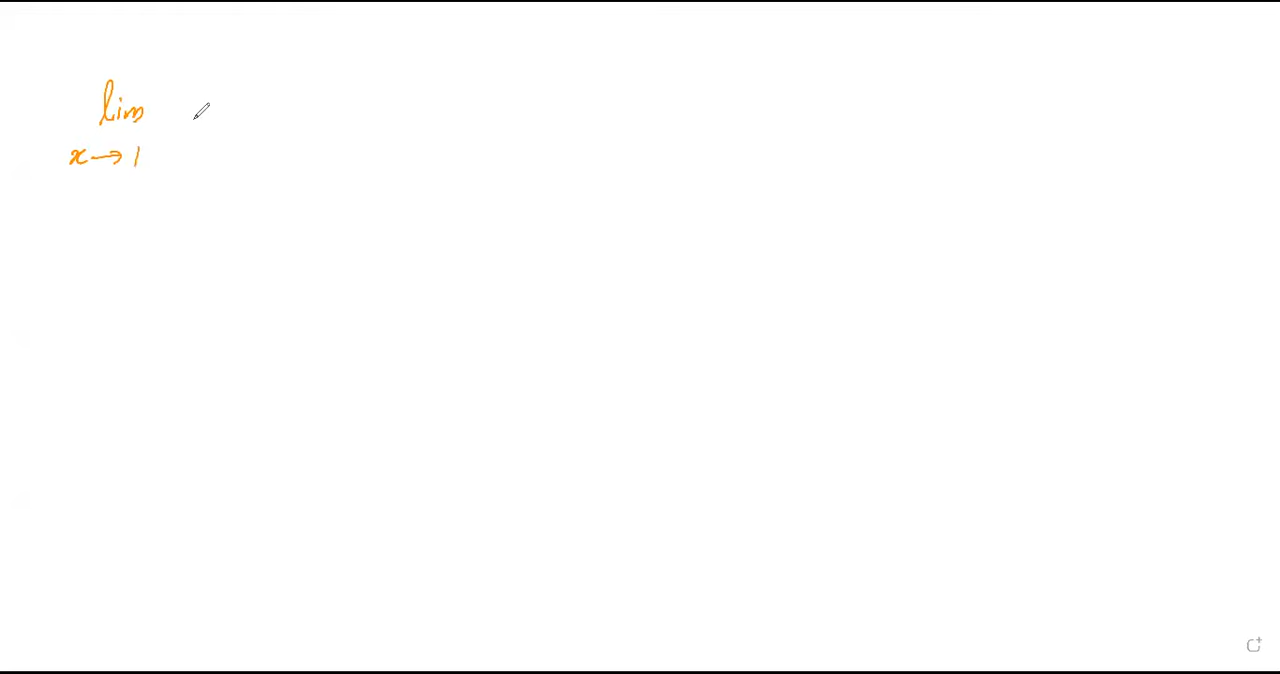 lim
x → 1